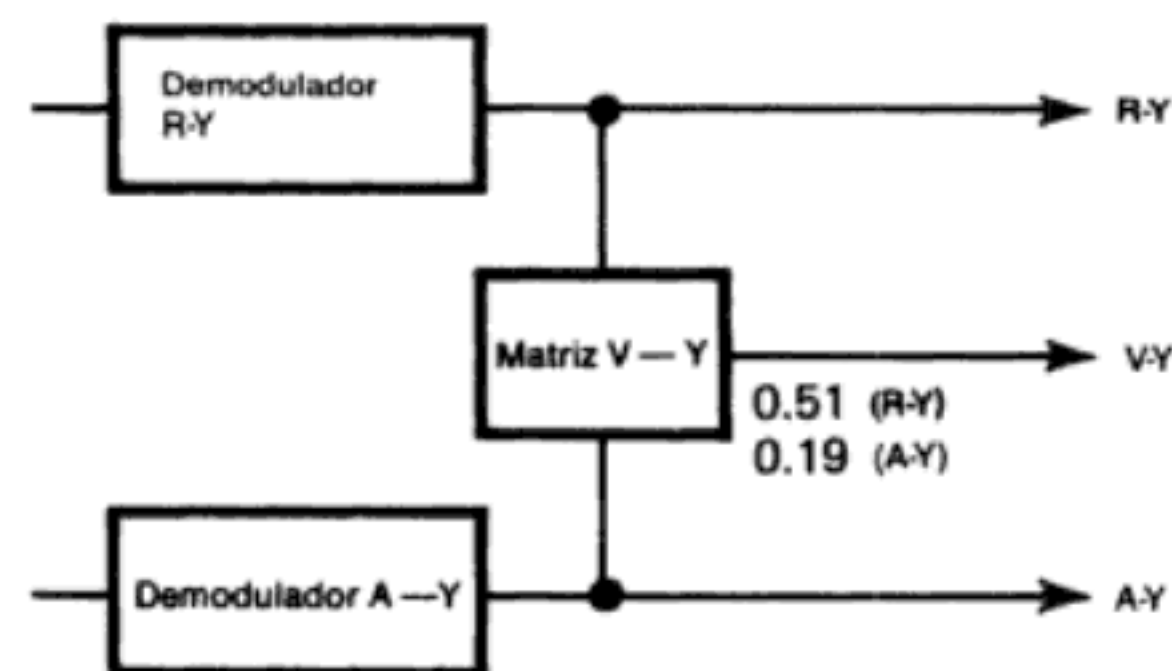 Demodulador
R-Y
R-Y
Matriz V — Y
V-Y
0.51 (R-Y)
0.19 (A-Y)
Demodulador A —Y
A-Y